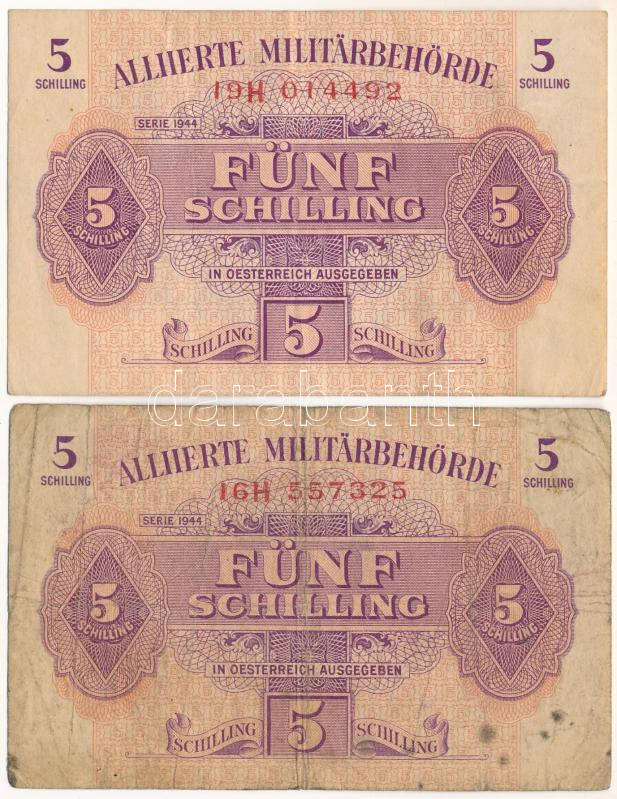 5 ALLIIERTE MILITÄRBEHÖRDE 5
SCHILLING 19H 014492 SCHILLING
SERIE 1944
FÜNF
5 5
SCHILLING SCHILLING SCHILLING
IN OESTERREICH AUSGEGEBEN
SCHILLING 5 SCHILLING
darabanth
5 ALLIIERTE MILITÄRBEHÖRDE 5
SCHILLING 16H 557325 SCHILLING
SERIE 1944
FÜNF
5 5
SCHILLING SCHILLING SCHILLING
IN OESTERREICH AUSGEGEBEN
SCHILLING 5 SCHILLING